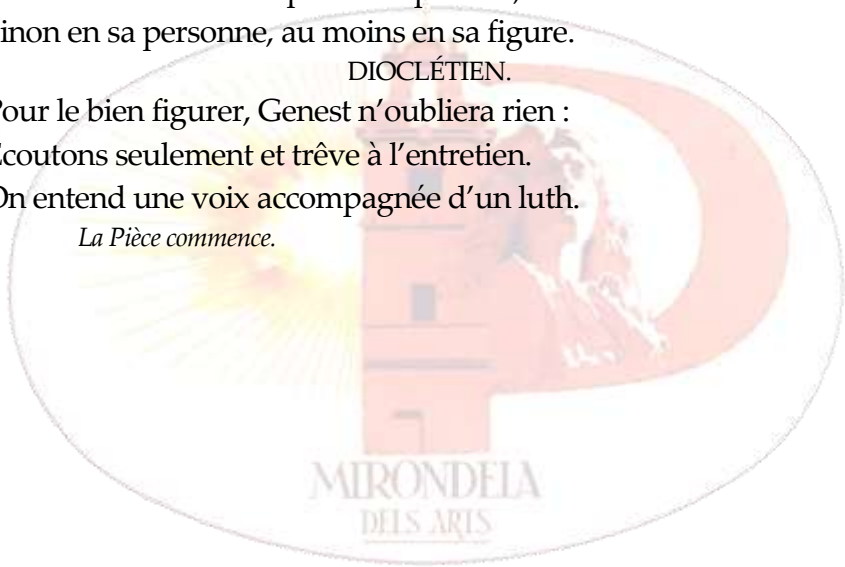 inon en sa personne, au moins en sa figure.
DIOCLÉTIEN.
Pour le bien figurer, Genest n’oubliera rien :
Écoutons seulement et trêve à l’entretien.
On entend une voix accompagnée d’un luth.
La Pièce commence.
MIRONDELA
DELS ARTS